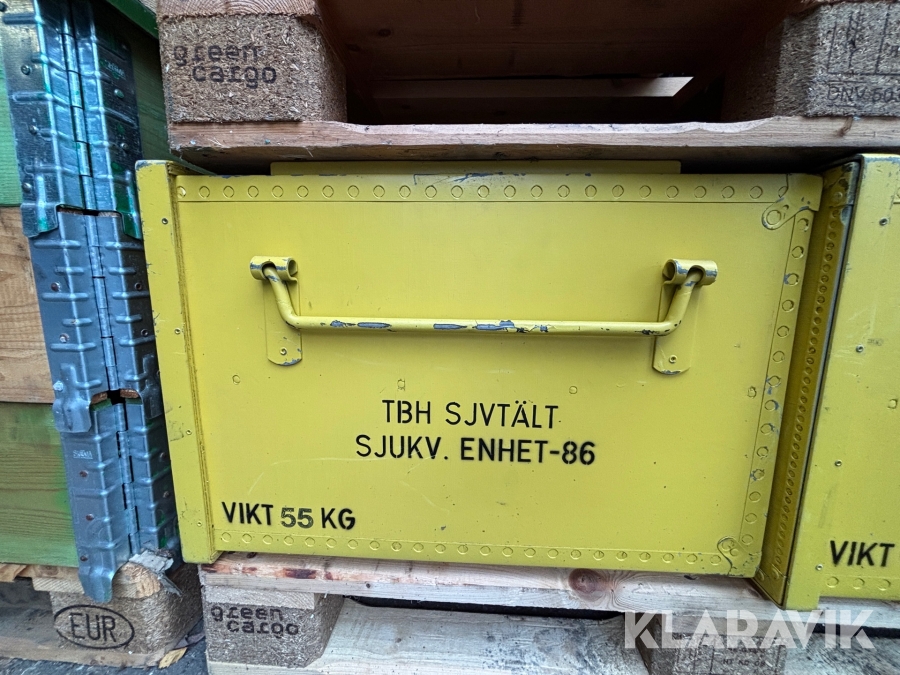 green
cargo
TBH SJVTÄLT
SJUKV. ENHET-86
VIKT 55 KG
VIKT
EUR
green
cargo
KLARAVIK